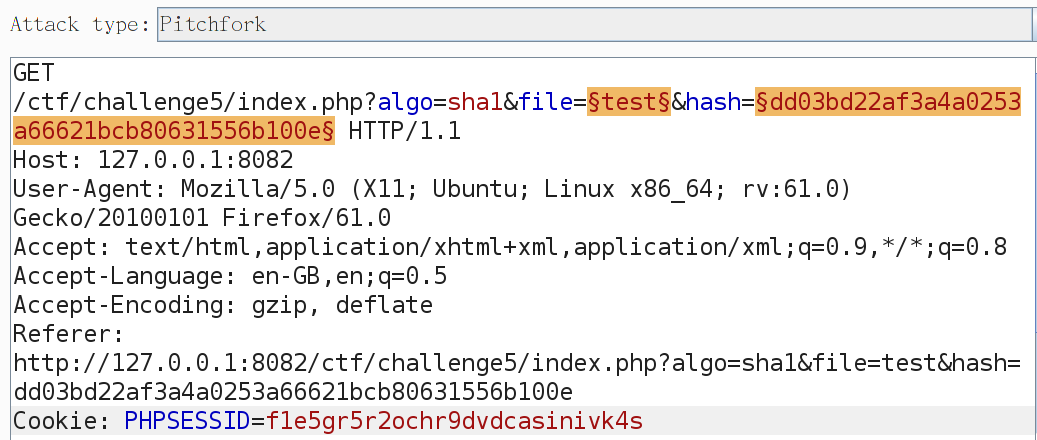 Attack type: Pitchfork
GET
/ctf/challenge5/index.php?algo=sha1&file=§test§&hash=§dd03bd22af3a4a0253
a66621bcb80631556b100e§ HTTP/1.1
Host: 127.0.0.1:8082
User-Agent: Mozilla/5.0 (X11; Ubuntu; Linux x86_64; rv:61.0)
Gecko/20100101 Firefox/61.0
Accept: text/html,application/xhtml+xml,application/xml;q=0.9,*/*;q=0.8
Accept-Language: en-GB,en;q=0.5
Accept-Encoding: gzip, deflate
Referer:
http://127.0.0.1:8082/ctf/challenge5/index.php?algo=sha1&file=test&hash=
dd03bd22af3a4a0253a66621bcb80631556b100e
Cookie: PHPSESSID=f1e5gr5r2ochr9dvdcasinivk4s